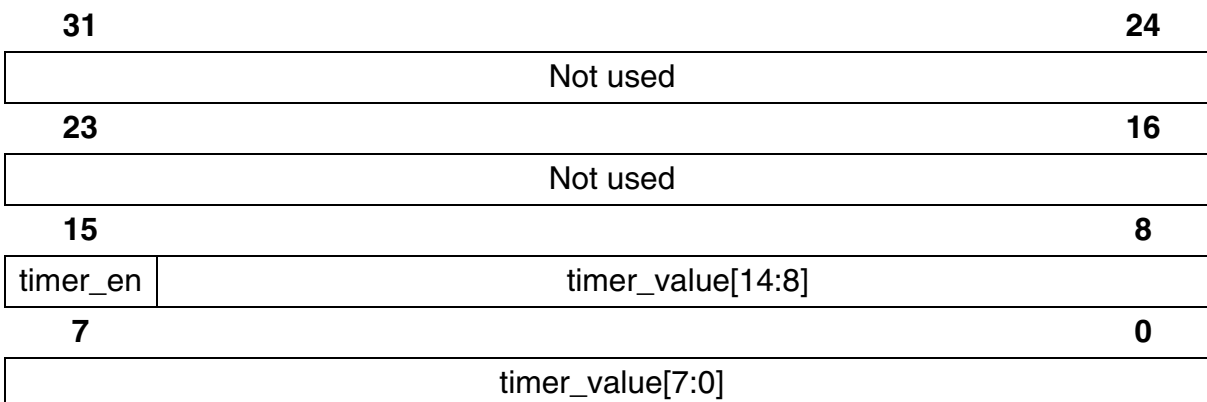 31 24
Not used
23 16
Not used
15 8
timer_en timer_value[14:8]
7 0
timer_value[7:0]